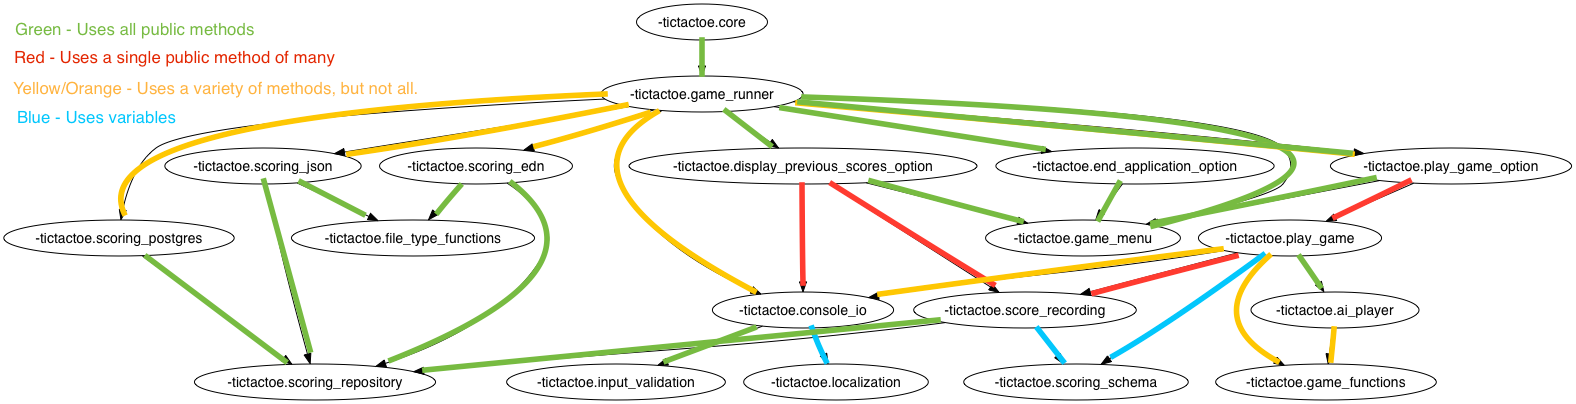 -tictactoe.core
Green - Uses all public methods
Red - Uses a single public method of many
Yellow/Orange - Uses a variety of methods, but not all.
Blue - Uses variables
-tictactoe.game_runner
-tictactoe.scoring_json
-tictactoe.scoring_edn
-tictactoe.display_previous_scores_option
-tictactoe.end_application_option
-tictactoe.play_game_option
-tictactoe.scoring_postgres
-tictactoe.file_type_functions
-tictactoe.game_menu
-tictactoe.play_game
-tictactoe.console_io
-tictactoe.score_recording
-tictactoe.ai_player
-tictactoe.scoring_repository
-tictactoe.input_validation
-tictactoe.localization
-tictactoe.scoring_schema
-tictactoe.game_functions